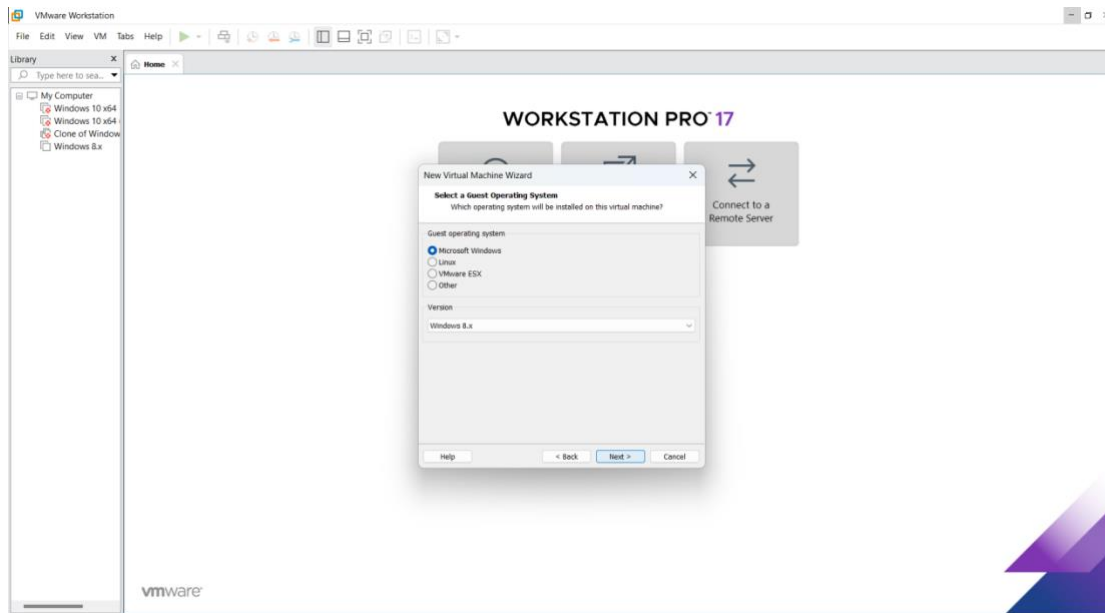 VMware Workstation
File Edit View VM Tabs Help
Library
Type here to sea...
My Computer
Windows 10 x64
Windows 10 x64
Clone of Window
Windows 8.x
Home
WORKSTATION PRO™ 17
Connect to a
Remote Server
New Virtual Machine Wizard
Select a Guest Operating System
Which operating system will be installed on this virtual machine?
Guest operating system
Microsoft Windows
Linux
VMware ESX
Other
Version
Windows 8.x
Help
< Back
Next >
Cancel
vmware